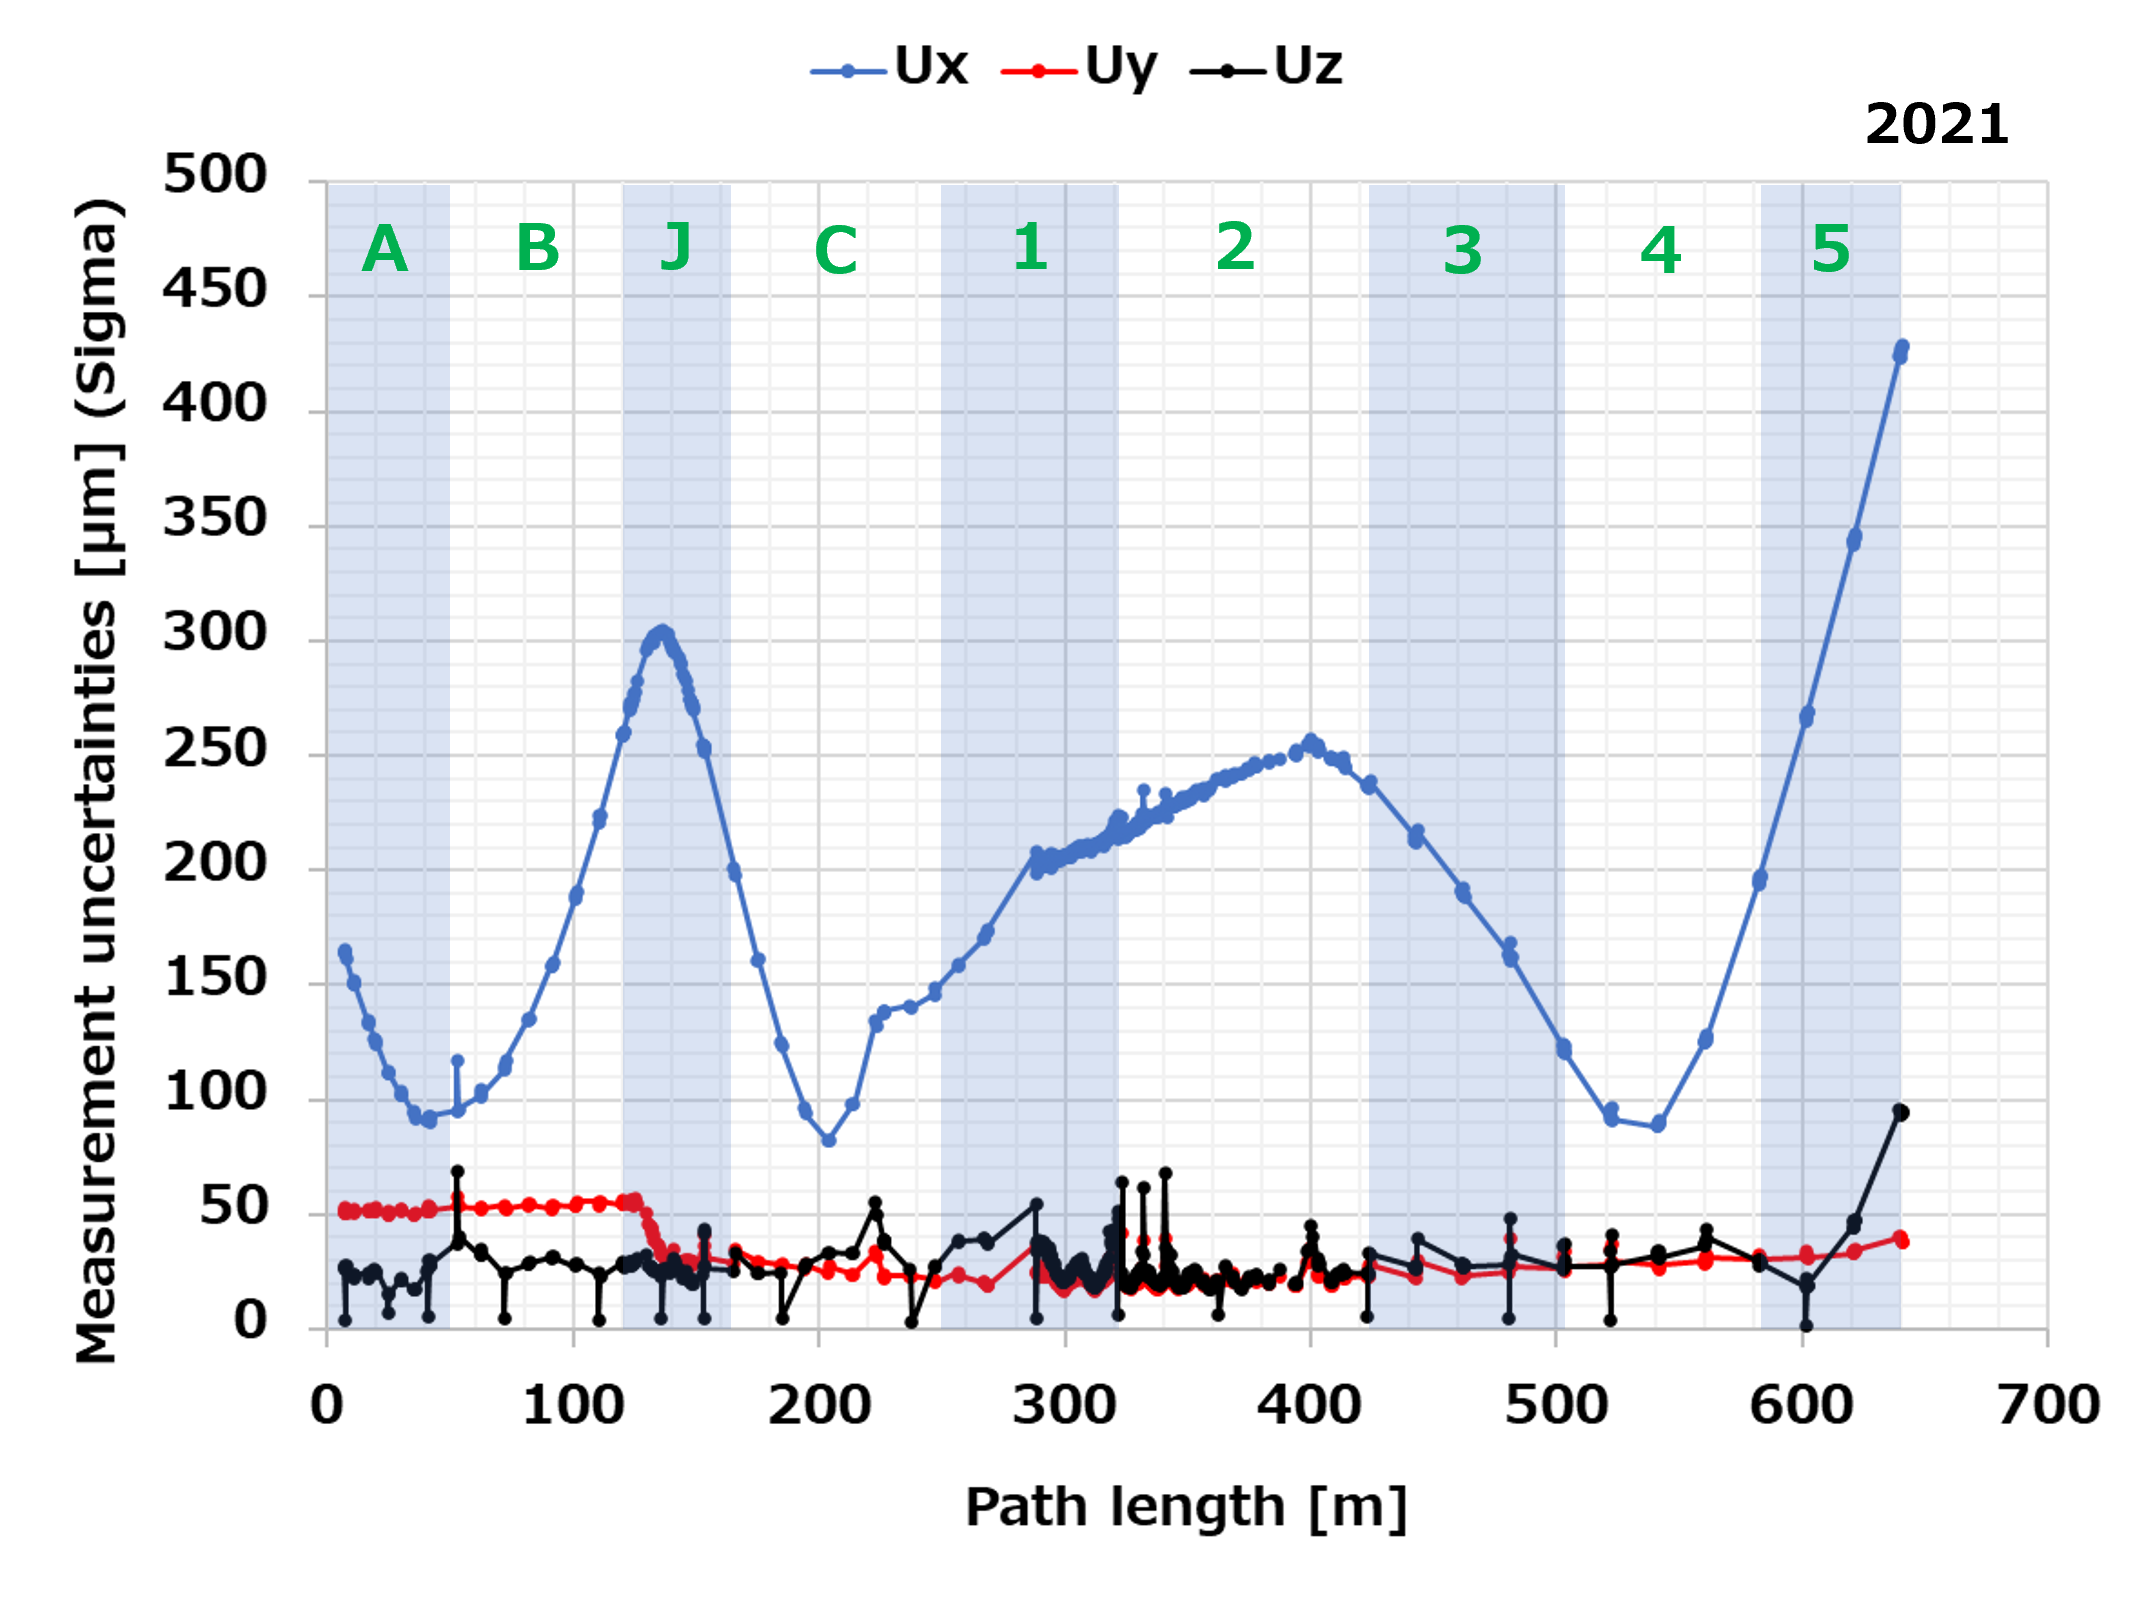 Ux Uy Uz
2021
Measurement uncertainties [μm] (Sigma)
500
450
400
350
300
250
200
150
100
50
0
A B J C 1 2 3 4 5
0 100 200 300 400 500 600 700
Path length [m]